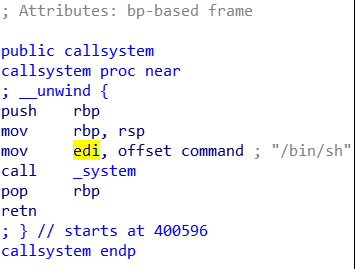 ; Attributes: bp-based frame
public callsystem
callsystem proc near
; __unwind {
push rbp
mov rbp, rsp
mov edi, offset command ; "/bin/sh"
call _system
pop rbp
retn
; } // starts at 400596
callsystem endp